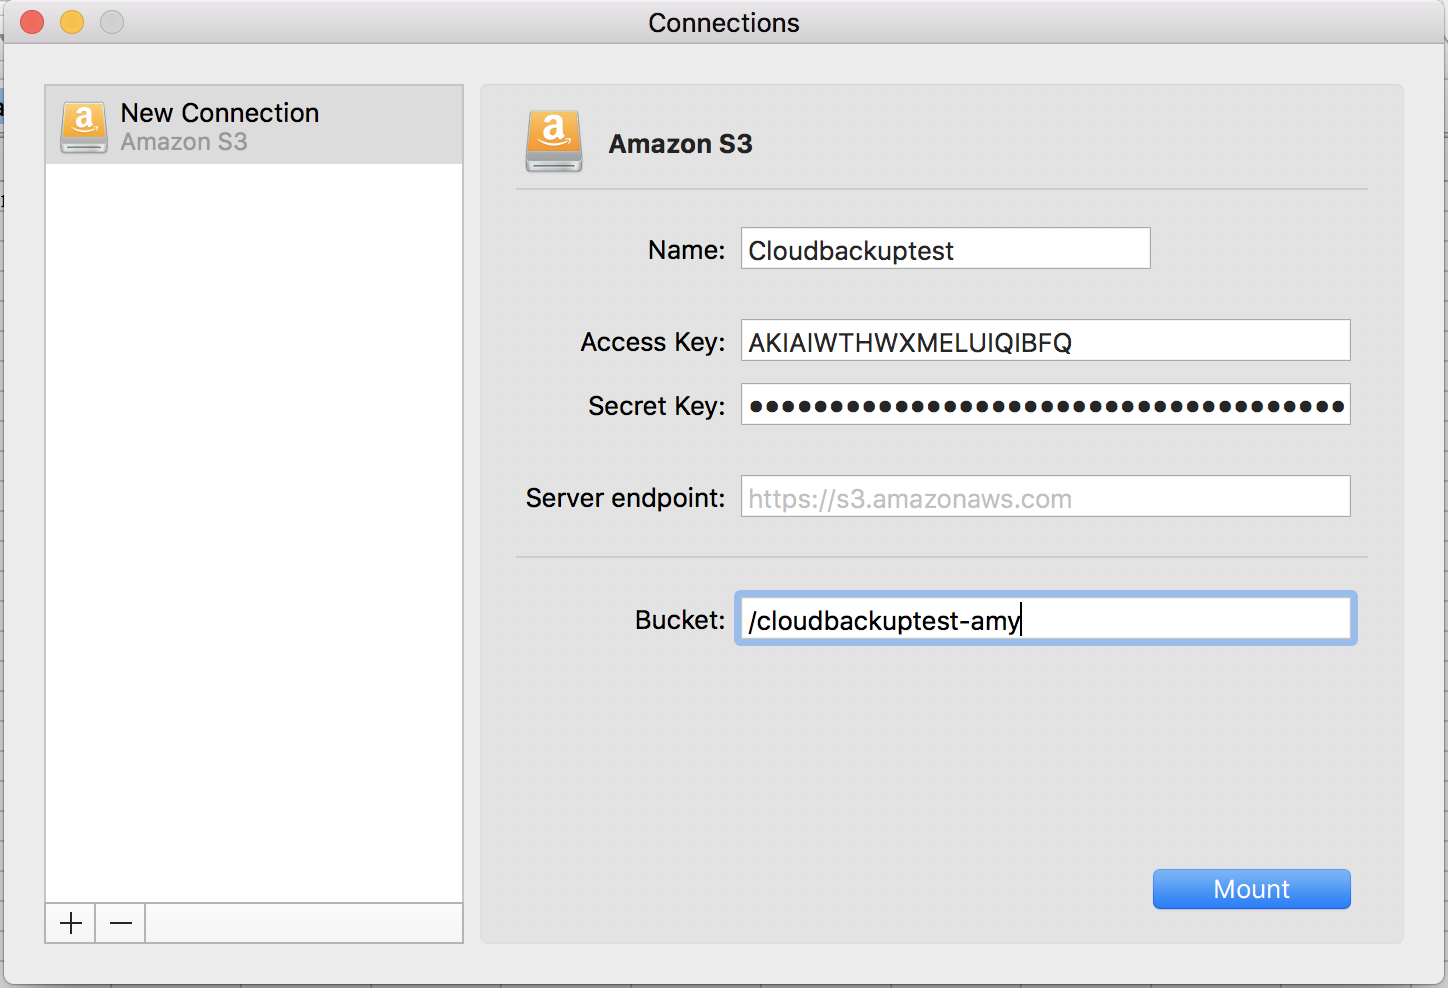 Connections
New Connection
Amazon S3
Amazon S3
Name: Cloudbackuptest
Access Key: AKIAIWTHWXMELUIQIBFQ
Secret Key: ●●●●●●●●●●●●●●●●●●●●●●●●●●●●●●●●●●●●●
Server endpoint: https://s3.amazonaws.com
Bucket: /cloudbackuptest-amy
Mount